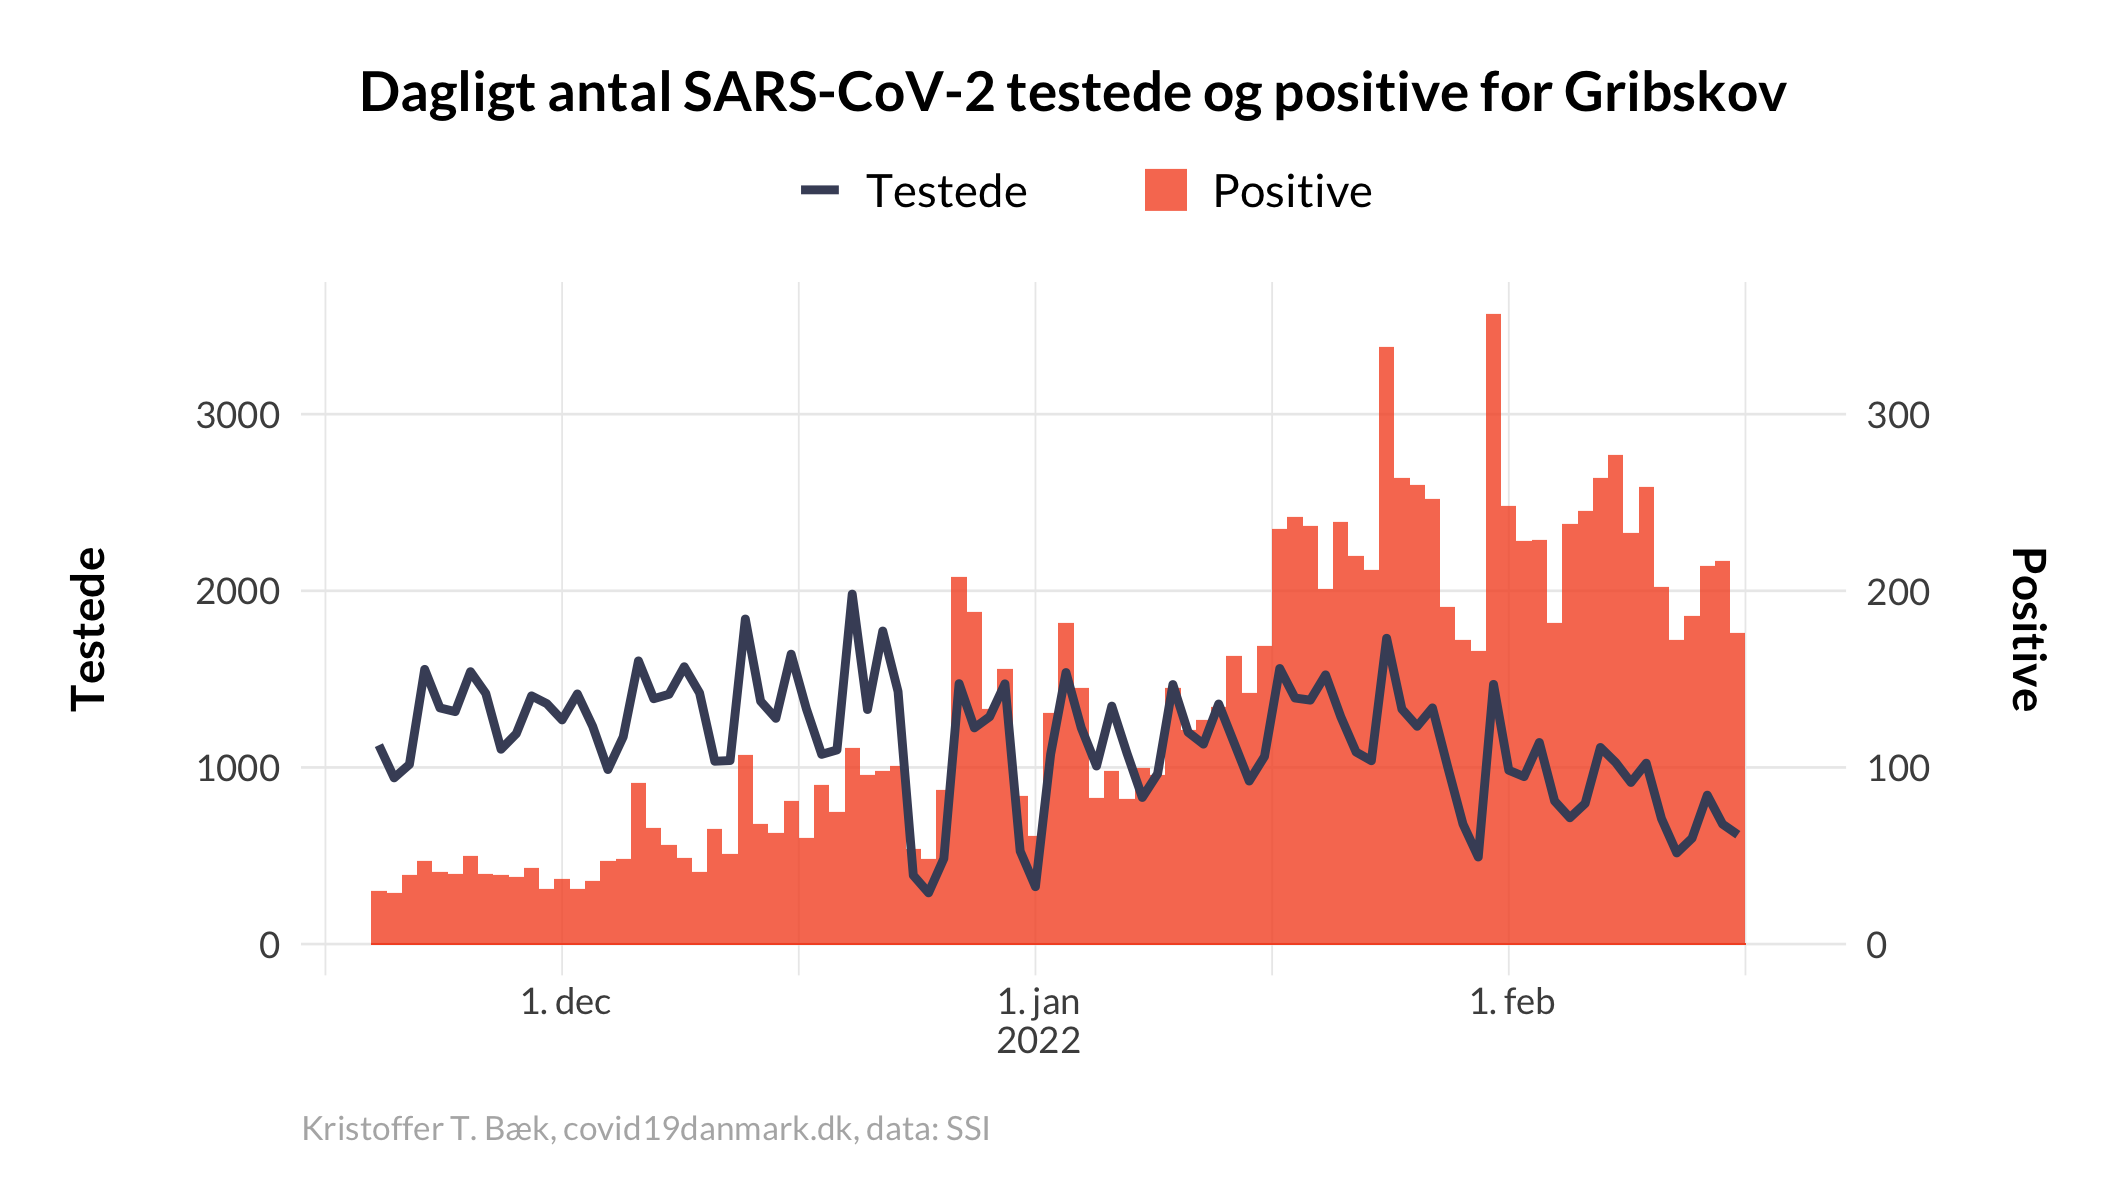 Dagligt antal SARS-CoV-2 testede og positive for Gribskov
Testede
Positive
Testede
3000
2000
1000
0
300
200
100
0
Positive
1. dec
1. jan
2022
1. feb
Kristoffer T. Bæk, covid19danmark.dk, data: SSI